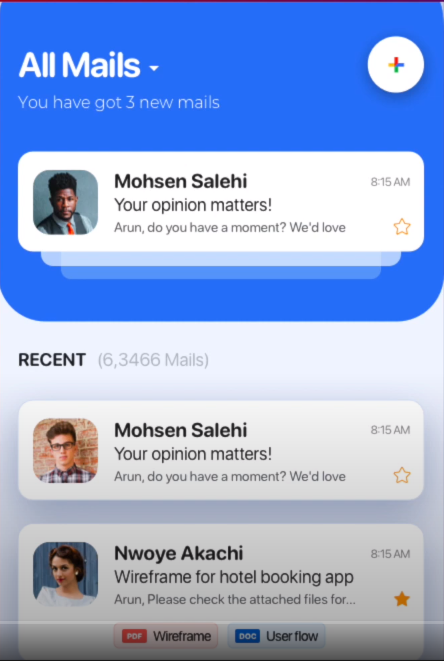 All Mails
You have got 3 new mails
Mohsen Salehi
8:15 AM
Your opinion matters!
Arun, do you have a moment? We'd love
RECENT (6,3466 Mails)
Mohsen Salehi
8:15 AM
Your opinion matters!
Arun, do you have a moment? We'd love
Nwoye Akachi
8:15 AM
Wireframe for hotel booking app
Arun, Please check the attached files for...
PDF Wireframe DOC User flow